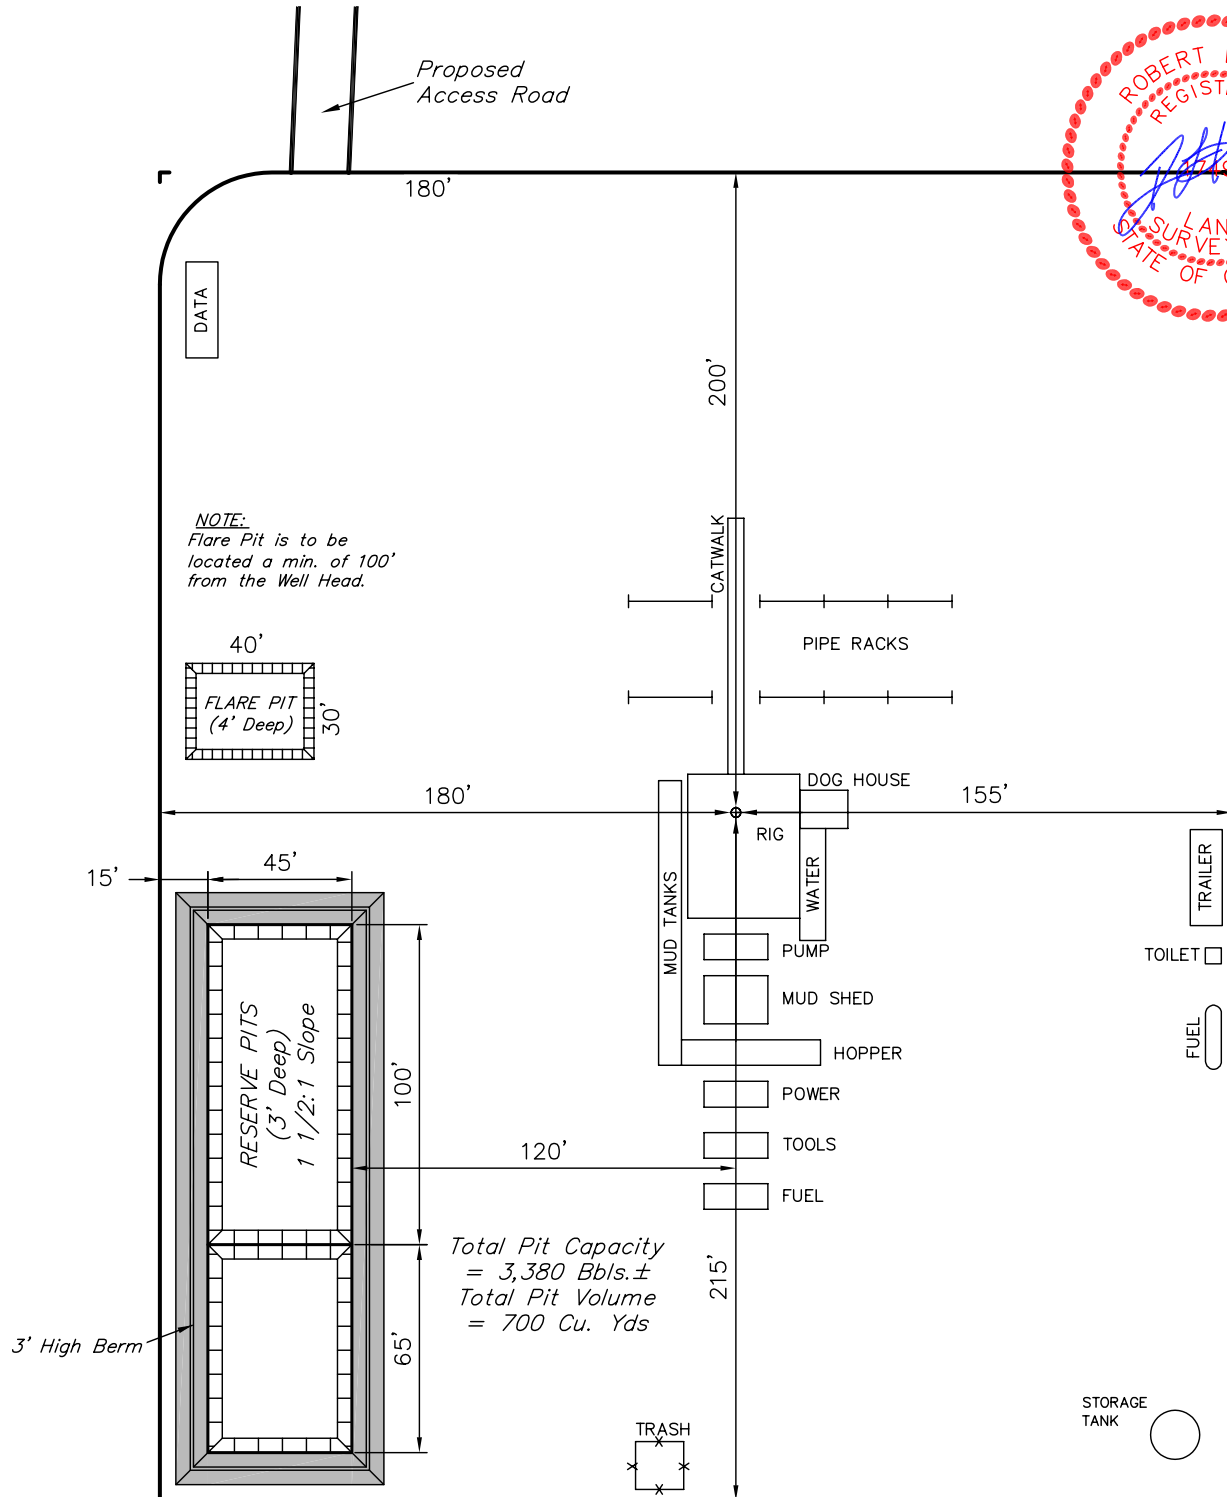 Proposed
Access Road
180'
ROBERT
LAN
STATE OF
DATA
200'
NOTE:
Flare Pit is to be
located a min. of 100'
from the Well Head.
CATWALK
PIPE RACKS
40'
FLARE PIT
(4' Deep)
30'
DOG HOUSE
180'
155'
RIG
15'
45'
MUD TANKS
WATER
TRAILER
PUMP
TOILET
MUD SHED
RESERVE PITS
(3' Deep)
1 1/2:1 Slope
100'
HOPPER
FUEL
POWER
TOOLS
120'
FUEL
Total Pit Capacity
= 3,380 Bbls.±
Total Pit Volume
= 700 Cu. Yds
215'
3' High Berm
65'
TRASH
STORAGE
TANK